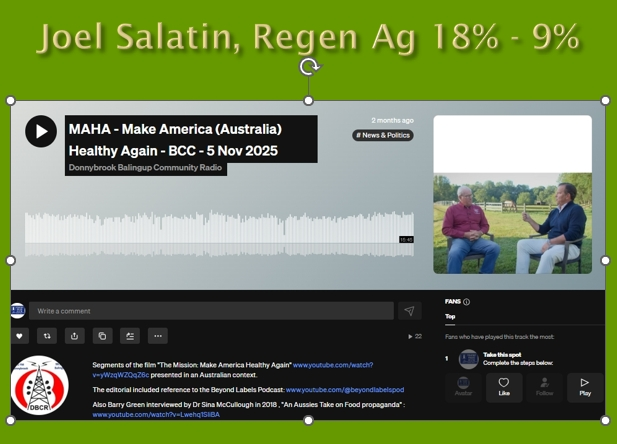 Joel Salatin, Regen Ag 18% - 9%
MAHA - Make America (Australia)
Healthy Again - BCC - 5 Nov 2025
Donnybrook Balingup Community Radio
2 months ago
# News & Politics
15:45
Write a comment
22
FANS
Top
Fans who have played this track the most:
1
Take this spot
Complete the steps below:
Avatar
Like
Follow
Play
Segments of the film "The Mission: Make America Healthy Again" www.youtube.com/watch?
v=yWzqWZOqZ6c presented in an Australian context.
The editorial included reference to the Beyond Labels Podcast: www.youtube.com/@beyondlabelspod
Also Barry Green interviewed by Dr Sina McCullough in 2018 , "An Aussies Take on Food propaganda" :
www.youtube.com/watch?v=Lwehq1SliBA
DBCR